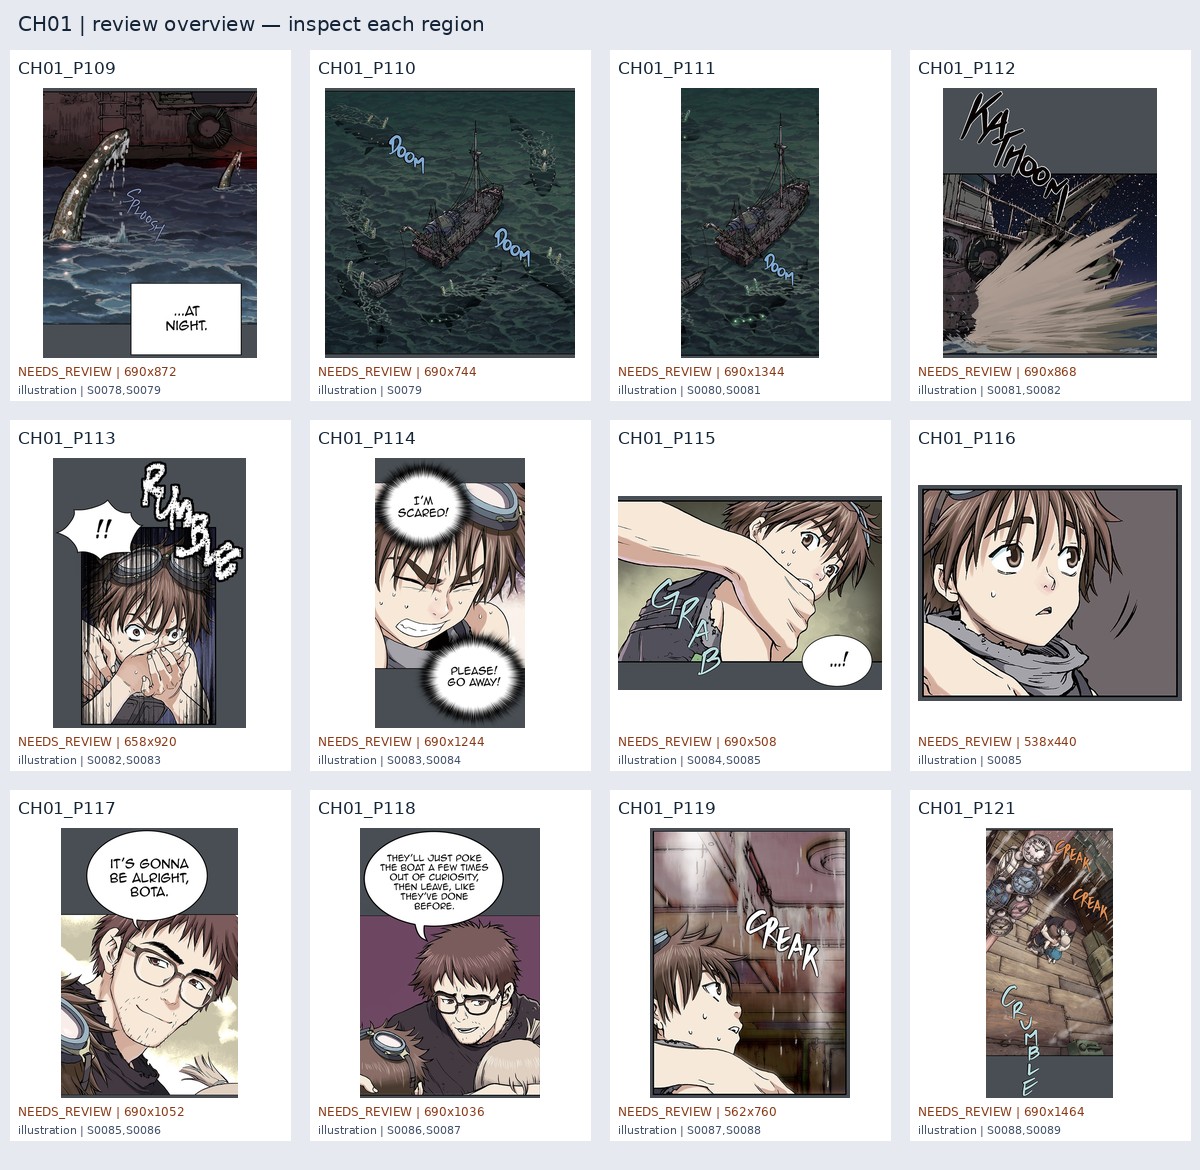 CH01 | review overview — inspect each region
CH01_P109
SPLOOSH
...AT
NIGHT.
NEEDS_REVIEW | 690x872
illustration | S0078,S0079
CH01_P110
DOOM
DOOM
NEEDS_REVIEW | 690x744
illustration | S0079
CH01_P111
DOOM
NEEDS_REVIEW | 690x1344
illustration | S0080,S0081
CH01_P112
KATHOOM
NEEDS_REVIEW | 690x868
illustration | S0081,S0082
CH01_P113
RUMBLE
!!
NEEDS_REVIEW | 658x920
illustration | S0082,S0083
CH01_P114
I'M
SCARED!
PLEASE!
GO AWAY!
NEEDS_REVIEW | 690x1244
illustration | S0083,S0084
CH01_P115
GRAB
...!
NEEDS_REVIEW | 690x508
illustration | S0084,S0085
CH01_P116
NEEDS_REVIEW | 538x440
illustration | S0085
CH01_P117
IT'S GONNA
BE ALRIGHT,
BOTA.
NEEDS_REVIEW | 690x1052
illustration | S0085,S0086
CH01_P118
THEY'LL JUST POKE
THE BOAT A FEW TIMES
OUT OF CURIOSITY,
THEN LEAVE, LIKE
THEY'VE DONE
BEFORE.
NEEDS_REVIEW | 690x1036
illustration | S0086,S0087
CH01_P119
CREAK
NEEDS_REVIEW | 562x760
illustration | S0087,S0088
CH01_P121
CREAK
CREAK
CRUMBLE
NEEDS_REVIEW | 690x1464
illustration | S0088,S0089